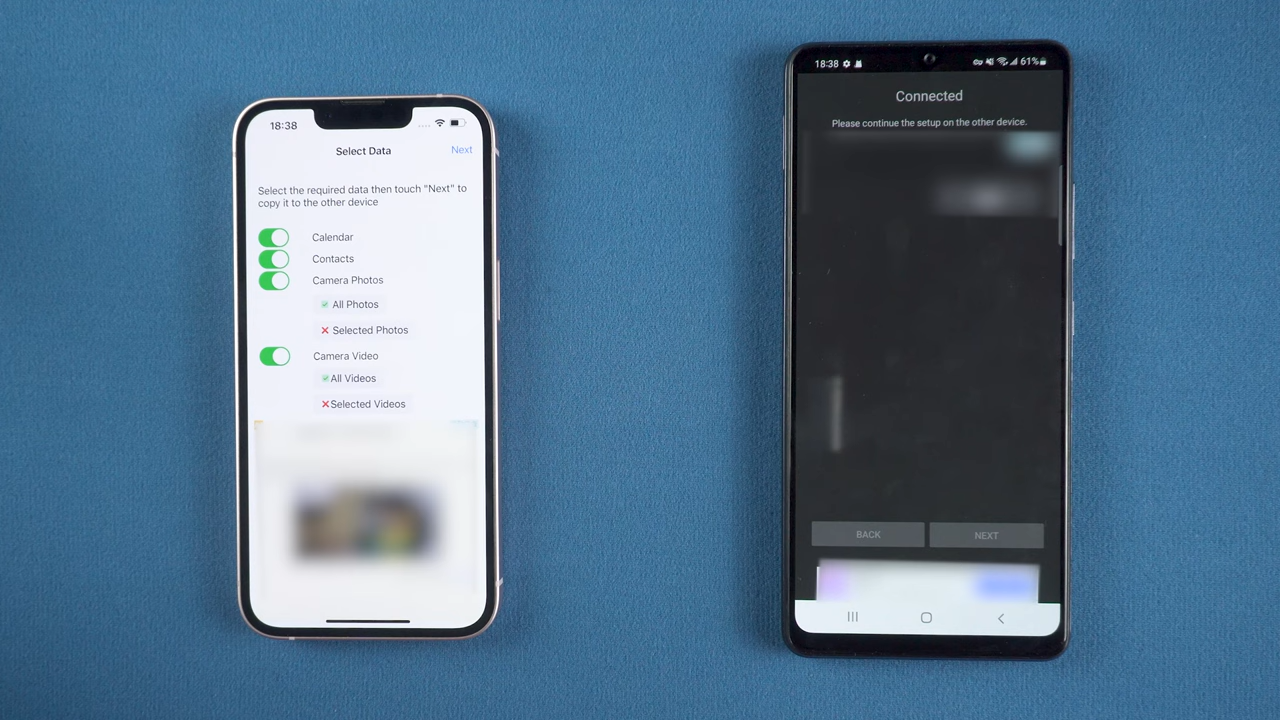 18:38
Select Data
Next
Select the required data then touch "Next" to
copy it to the other device
Calendar
Contacts
Camera Photos
All Photos
Selected Photos
Camera Video
All Videos
Selected Videos
18:38
61%
Connected
Please continue the setup on the other device.
BACK
NEXT